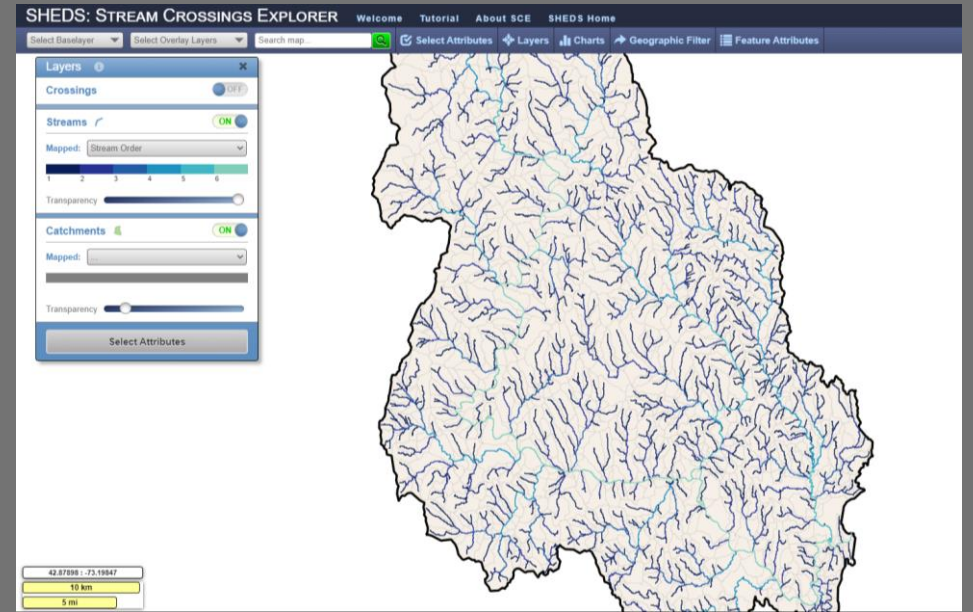 SHEDS: STREAM CROSSINGS EXPLORER Welcome Tutorial About SCE SHEDS Home
Select Baselayer Select Overlay Layers Search map... Select Attributes Layers Charts Geographic Filter Feature Attributes
Layers
Crossings OFF
Streams ON
Mapped: Stream Order
1 2 3 4 5 6
Transparency
Catchments ON
Mapped: ...
Transparency
Select Attributes
42.87898 : -73.19847
10 km
5 mi